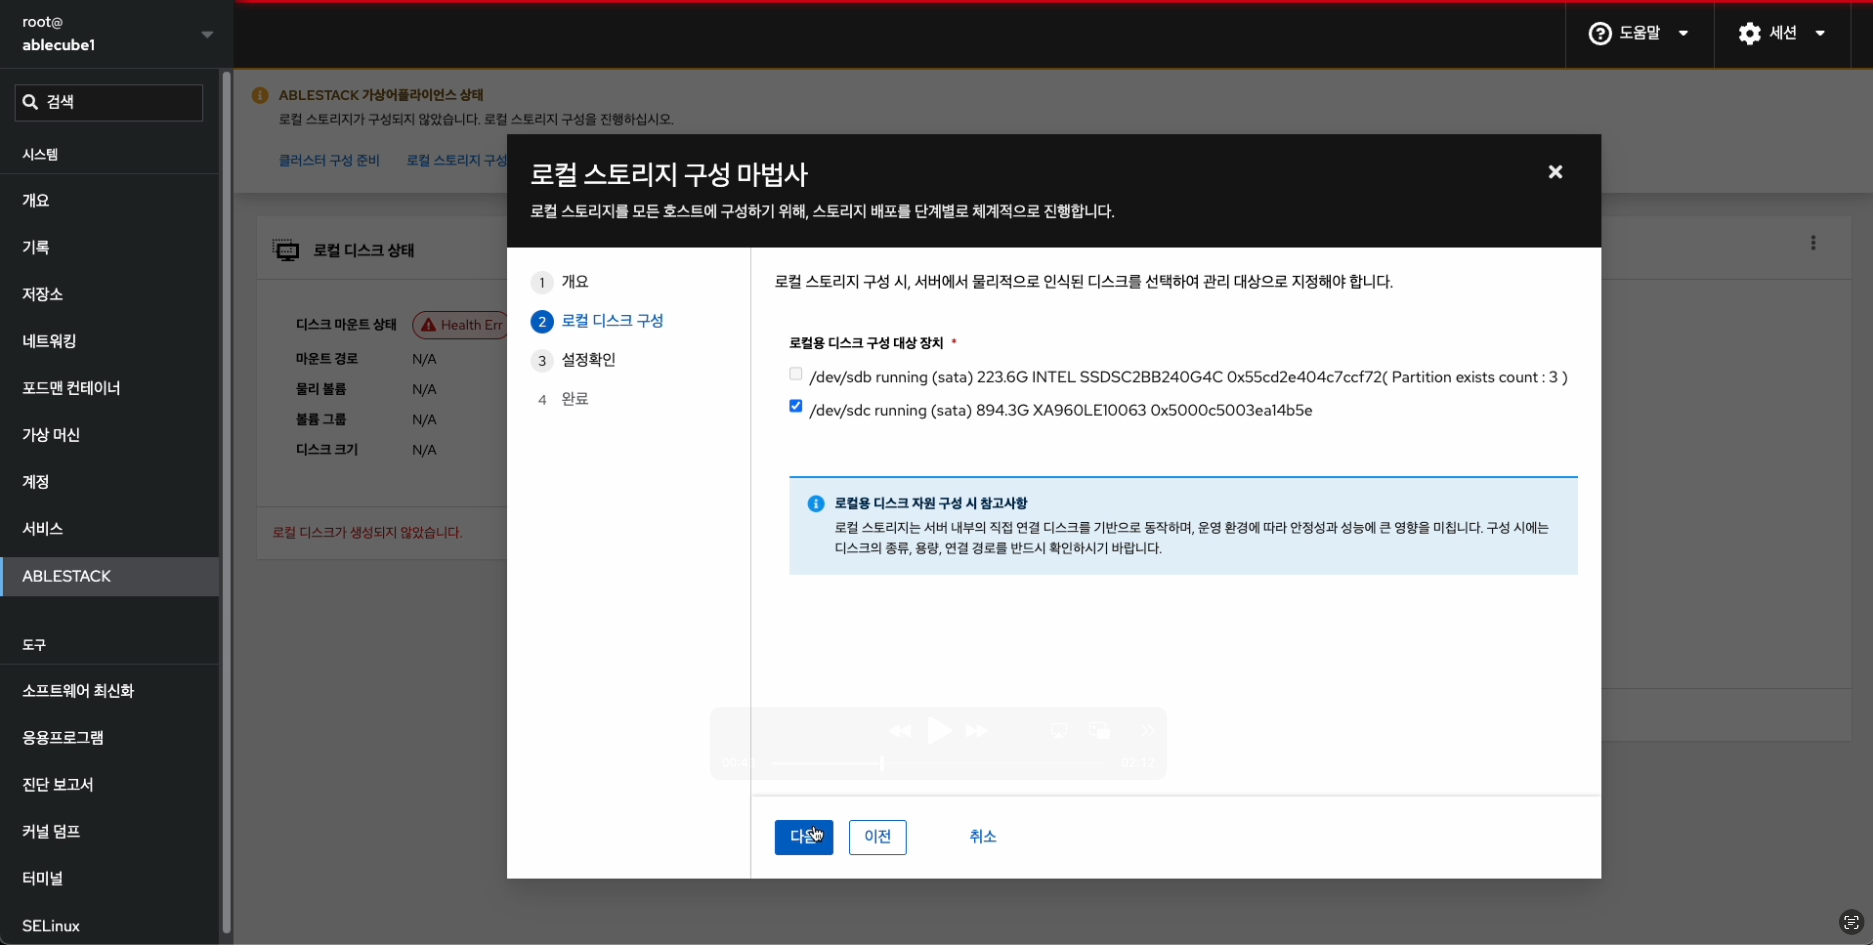 root@
ablecube1
도움말
세션
검색
시스템
개요
기록
저장소
네트워킹
포드맨 컨테이너
가상 머신
계정
서비스
ABLESTACK
도구
소프트웨어 최신화
응용프로그램
진단 보고서
커널 덤프
터미널
SELinux
ABLESTACK 가상어플라이언스 상태
로컬 스토리지가 구성되지 않았습니다. 로컬 스토리지 구성을 진행하십시오.
클러스터 구성 준비
로컬 스토리지 구성
로컬 디스크 상태
디스크 마운트 상태 Health Err
마운트 경로 N/A
물리 볼륨 N/A
볼륨 그룹 N/A
디스크 크기 N/A
로컬 디스크가 생성되지 않았습니다.
로컬 스토리지 구성 마법사
로컬 스토리지를 모든 호스트에 구성하기 위해, 스토리지 배포를 단계별로 체계적으로 진행합니다.
1 개요
2 로컬 디스크 구성
3 설정확인
4 완료
로컬 스토리지 구성 시, 서버에서 물리적으로 인식된 디스크를 선택하여 관리 대상으로 지정해야 합니다.
로컬용 디스크 구성 대상 장치 *
/dev/sdb running (sata) 223.6G INTEL SSDSC2BB240G4C 0x55cd2e404c7ccf72( Partition exists count : 3 )
/dev/sdc running (sata) 894.3G XA960LE10063 0x5000c5003ea14b5e
로컬용 디스크 자원 구성 시 참고사항
로컬 스토리지는 서버 내부의 직접 연결 디스크를 기반으로 동작하며, 운영 환경에 따라 안정성과 성능에 큰 영향을 미칩니다. 구성 시에는
디스크의 종류, 용량, 연결 경로를 반드시 확인하시기 바랍니다.
02:12
다음
이전
취소